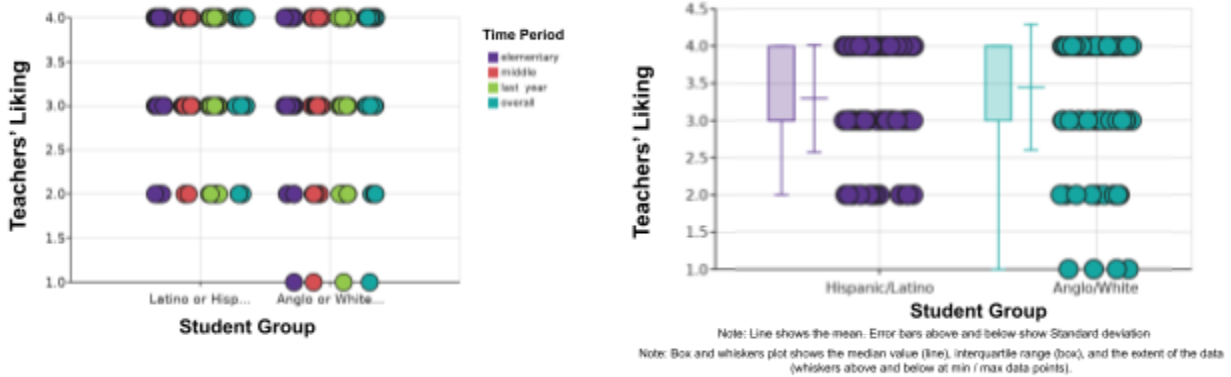 4.0
3.5
3.0
2.5
2.0
1.5
1.0
Teachers' Liking
Latino or Hisp...
Anglo or White...
Student Group
Time Period
elementary
middle
last year
overall
4.5
4.0
3.5
3.0
2.5
2.0
1.5
1.0
Teachers' Liking
Hispanic/Latino
Anglo/White
Student Group
Note: Line shows the mean. Error bars above and below show Standard deviation
Note: Box and whiskers plot shows the median value (line), interquartile range (box), and the extent of the data
(whiskers above and below at min / max data points).